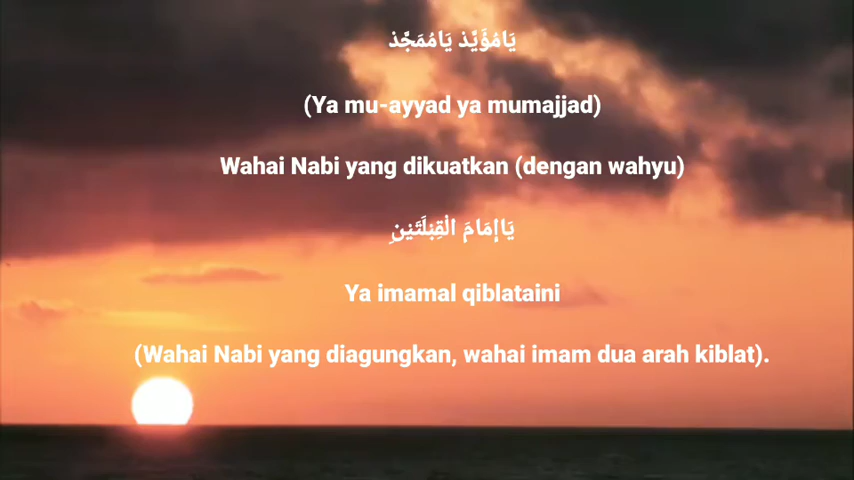 يَامُؤَيَّذ يَامُمَجَّذ
(Ya mu-ayyad ya mumajjad)
Wahai Nabi yang dikuatkan (dengan wahyu)
يَاإِمَامَ الْقِبْلَتَيْنِ
Ya imamal qiblataini
(Wahai Nabi yang diagungkan, wahai imam dua arah kiblat).